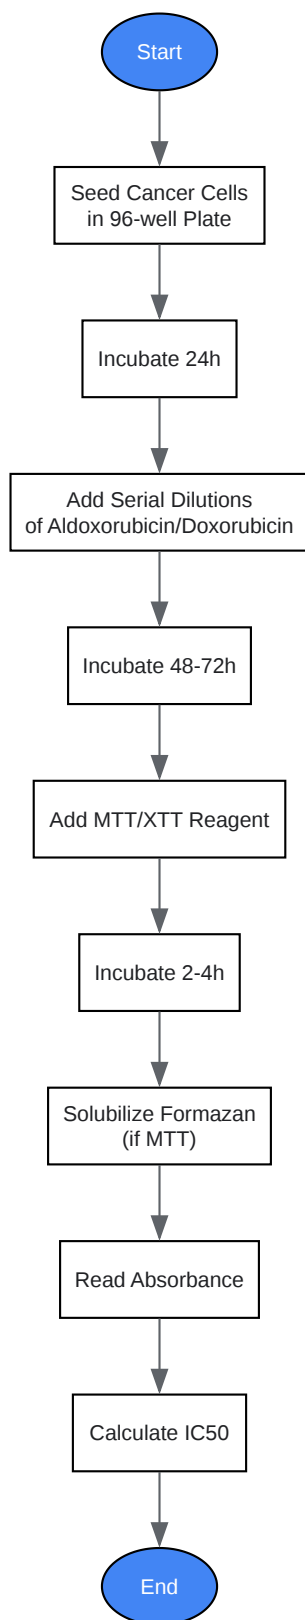 Start
Seed Cancer Cells
in 96-well Plate
Incubate 24h
Add Serial Dilutions
of Aldoxorubicin/Doxorubicin
Incubate 48-72h
Add MTT/XTT Reagent
Incubate 2-4h
Solubilize Formazan
(if MTT)
Read Absorbance
Calculate IC50
End